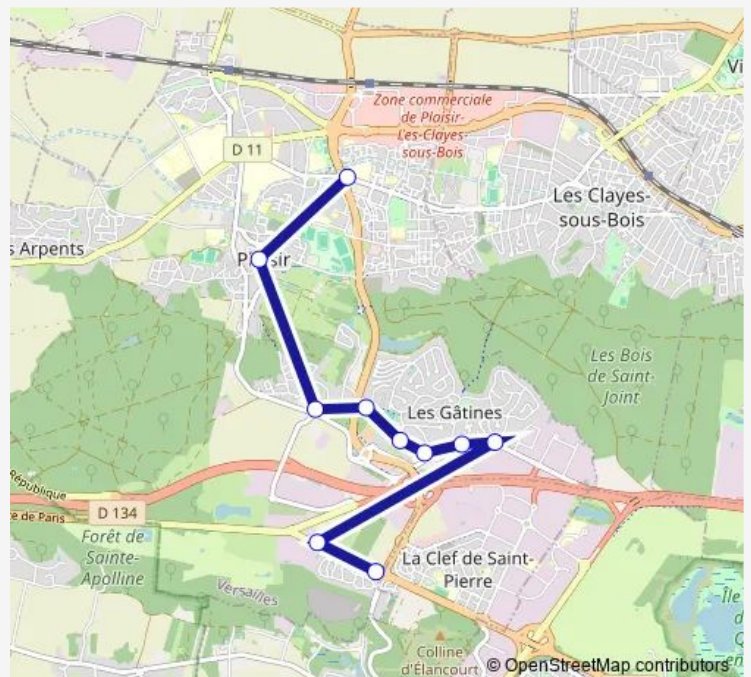 Vi
Zone commerciale
de Plaisir-
Les-Clayes-
sous-Bois
D 11
Les Clayes-
sous-Bois
s Arpents
Les Bois
de Saint-
Joint
Les Gâtines
République
D 134
e de Paris
Forêt de
Sainte-
Apolline
La Clef de Saint-
Pierre
Versailles
Île
d
Colline
d'Élancourt
© OpenStreetMap contributors